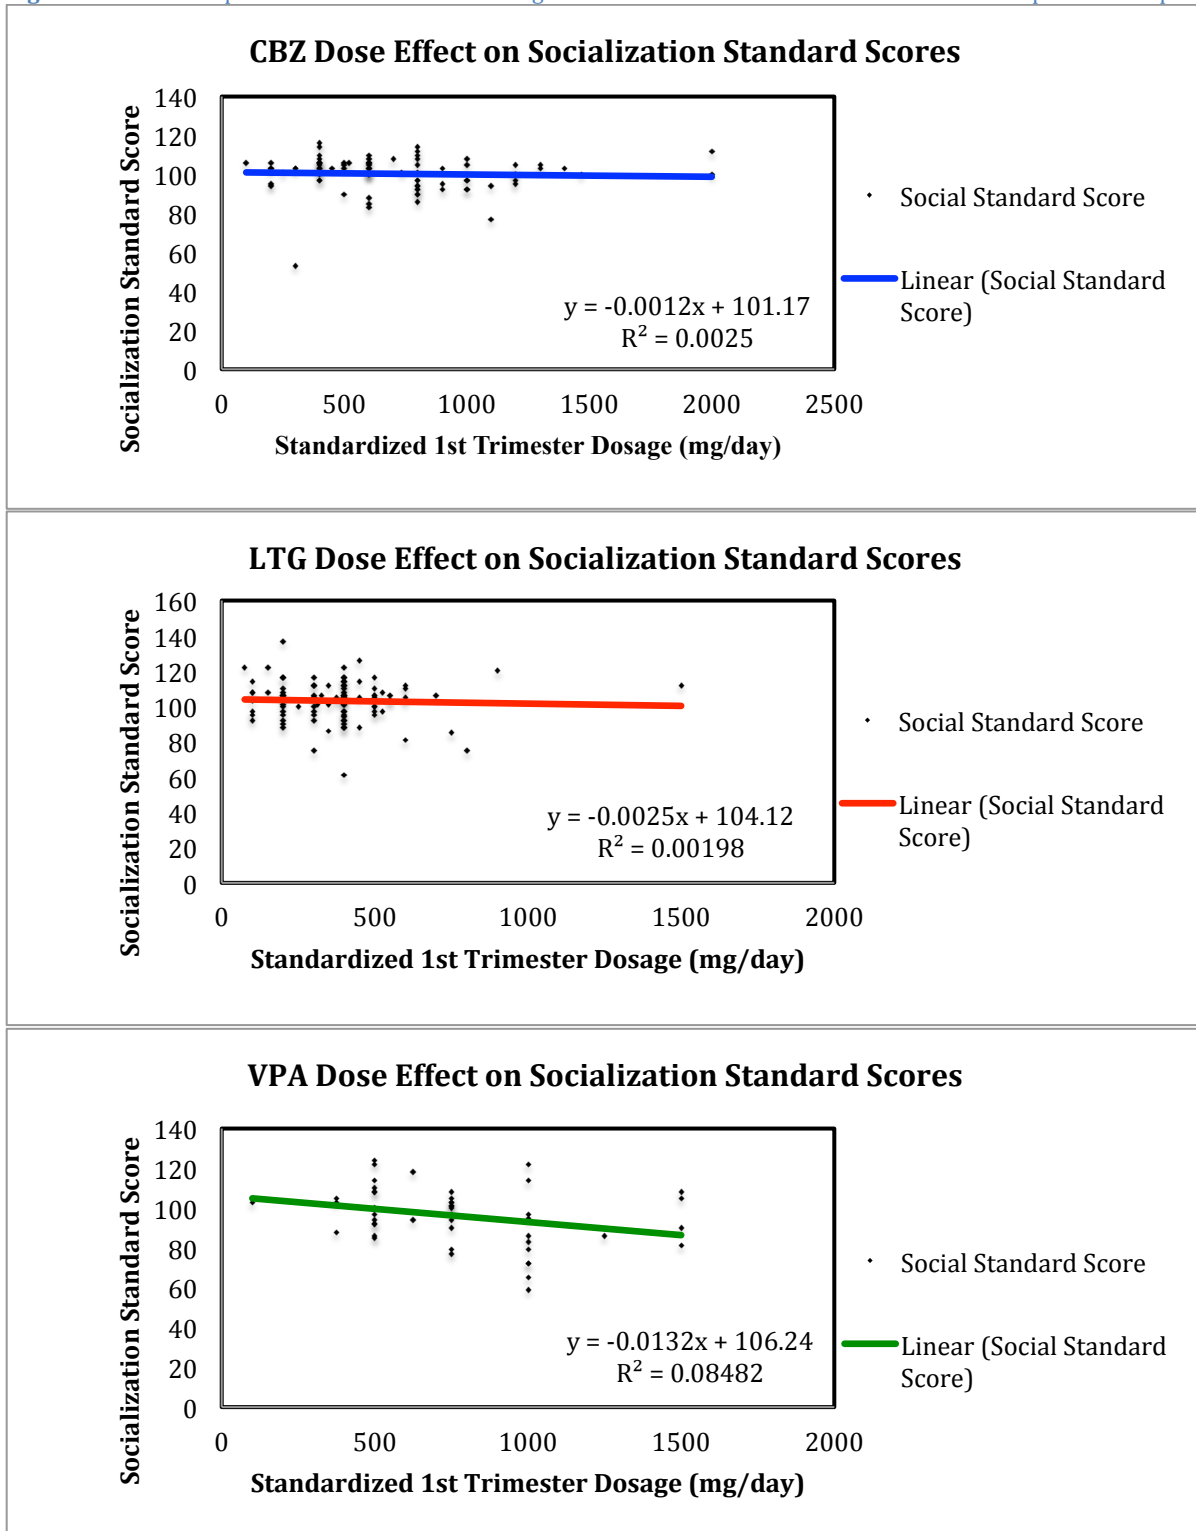 CBZ Dose Effect on Socialization Standard Scores
140
120
100
80
60
40
20
0
Socialization Standard Score
0 500 1000 1500 2000 2500
Standardized 1st Trimester Dosage (mg/day)
y = -0.0012x + 101.17
R² = 0.0025
Social Standard Score
Linear (Social Standard
Score)
LTG Dose Effect on Socialization Standard Scores
160
140
120
100
80
60
40
20
0
Socialization Standard Score
0 500 1000 1500 2000
Standardized 1st Trimester Dosage (mg/day)
y = -0.0025x + 104.12
R² = 0.00198
Social Standard Score
Linear (Social Standard
Score)
VPA Dose Effect on Socialization Standard Scores
140
120
100
80
60
40
20
0
Socialization Standard Score
0 500 1000 1500 2000
Standardized 1st Trimester Dosage (mg/day)
y = -0.0132x + 106.24
R² = 0.08482
Social Standard Score
Linear (Social Standard
Score)